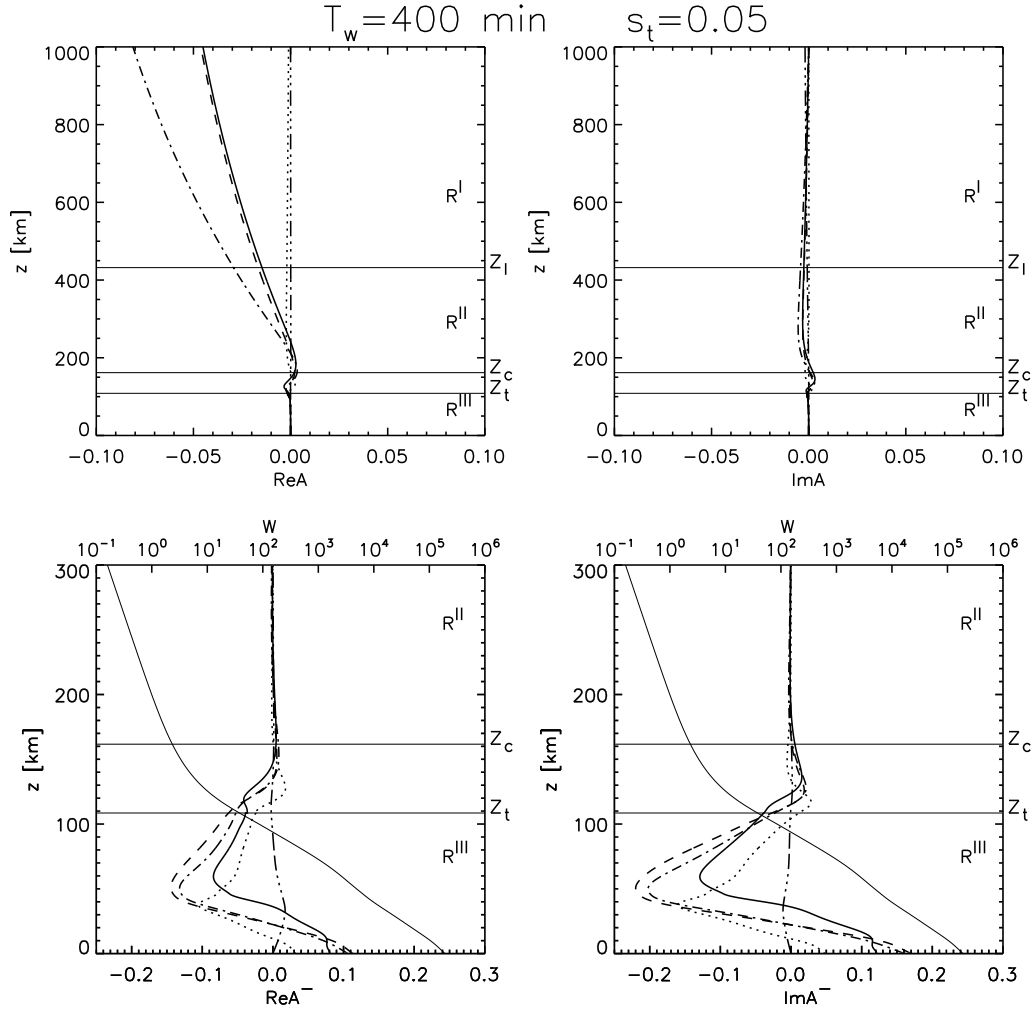 T_w=400 min s_t=0.05
1000
800
600
400
200
0
z [km]
R^I
Z_l
R^II
Z_c
Z_t
R^III
-0.10 -0.05 0.00 0.05 0.10
ReA
1000
800
600
400
200
0
z [km]
R^I
Z_l
R^II
Z_c
Z_t
R^III
-0.10 -0.05 0.00 0.05 0.10
ImA
W
10^-1 10^0 10^1 10^2 10^3 10^4 10^5 10^6
300
200
100
0
z [km]
R^II
Z_c
Z_t
R^III
-0.2 -0.1 0.0 0.1 0.2 0.3
ReA^-
W
10^-1 10^0 10^1 10^2 10^3 10^4 10^5 10^6
300
200
100
0
z [km]
R^II
Z_c
Z_t
R^III
-0.2 -0.1 0.0 0.1 0.2 0.3
ImA^-